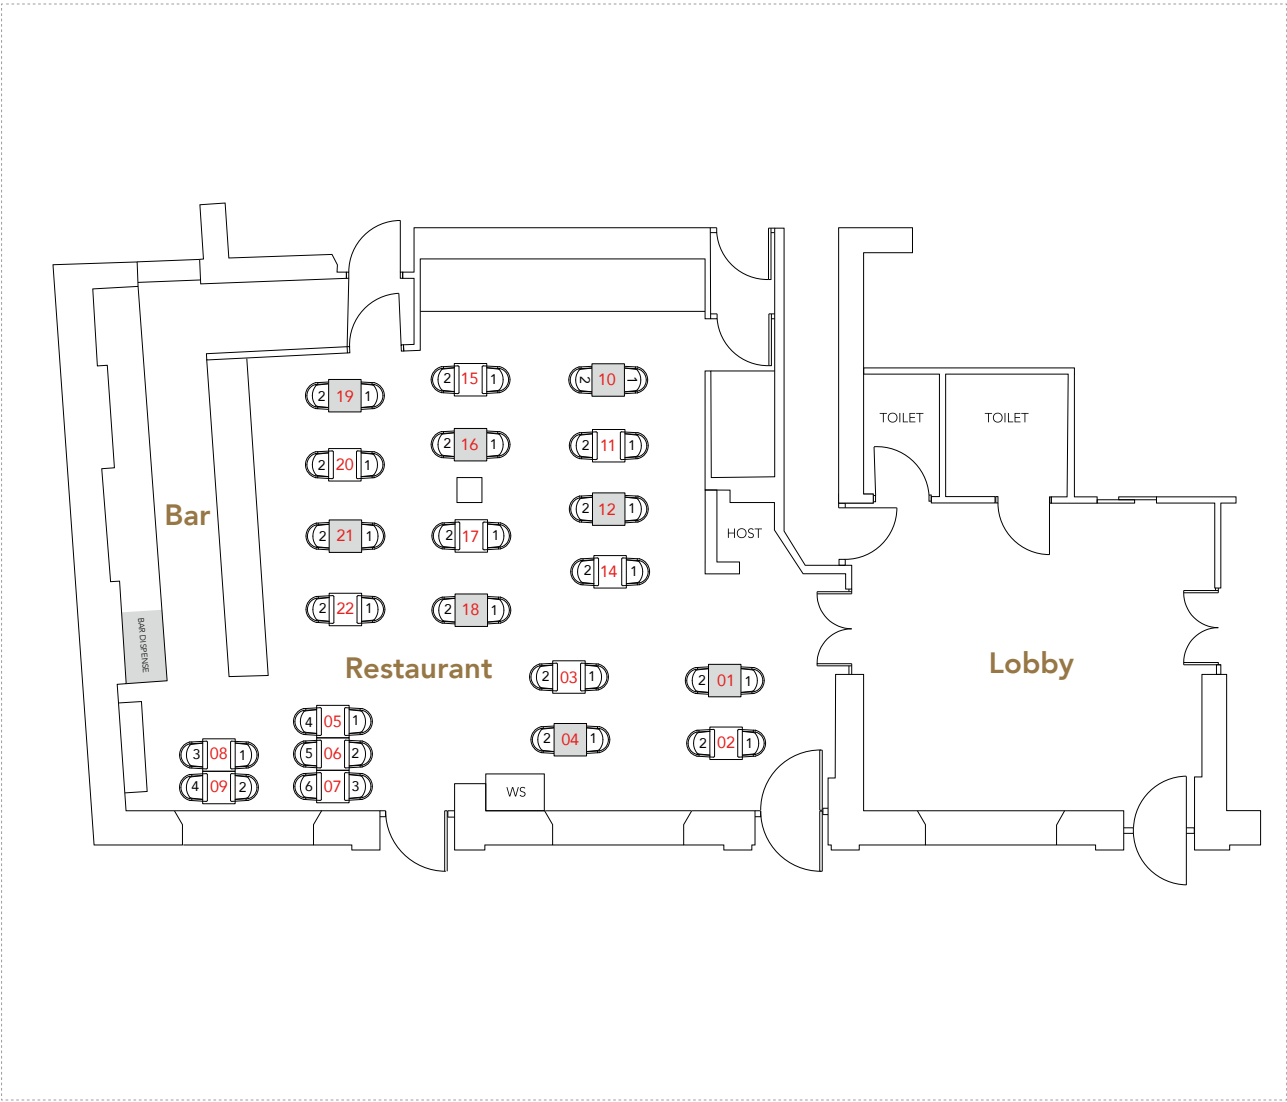 2 15 1
2 10 1
2 19 1
2 16 1
2 11 1
TOILET
TOILET
2 20 1
2 12 1
Bar
HOST
2 21 1
2 17 1
2 14 1
2 22 1
2 18 1
BAR DISPENSE
Restaurant
Lobby
2 03 1
2 01 1
4 05 1
2 04 1
2 02 1
3 08 1
5 06 2
4 09 2
6 07 3
WS